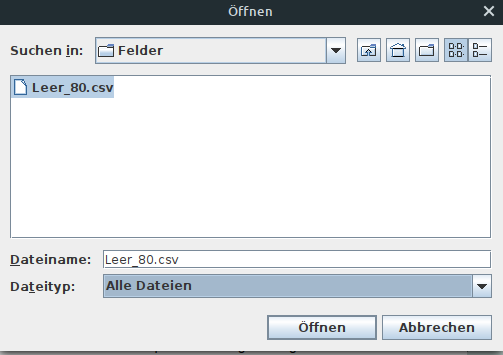 Öffnen
Suchen in: Felder
Leer_80.csv
Dateiname: Leer_80.csv
Dateityp: Alle Dateien
Öffnen Abbrechen